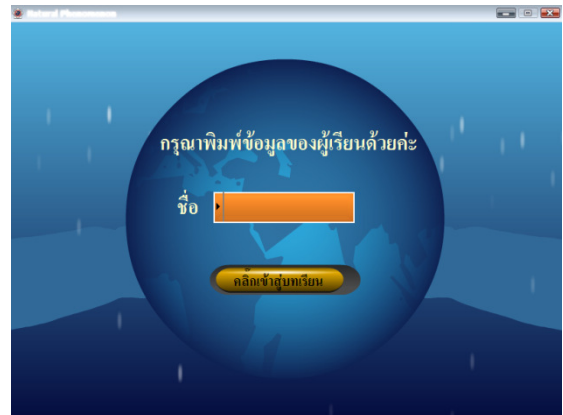 Natural Phenomenon
กรุณาพิมพ์ข้อมูลของผู้เรียนด้วยค่ะ
ชื่อ
คลิ๊กเข้าสู่บทเรียน